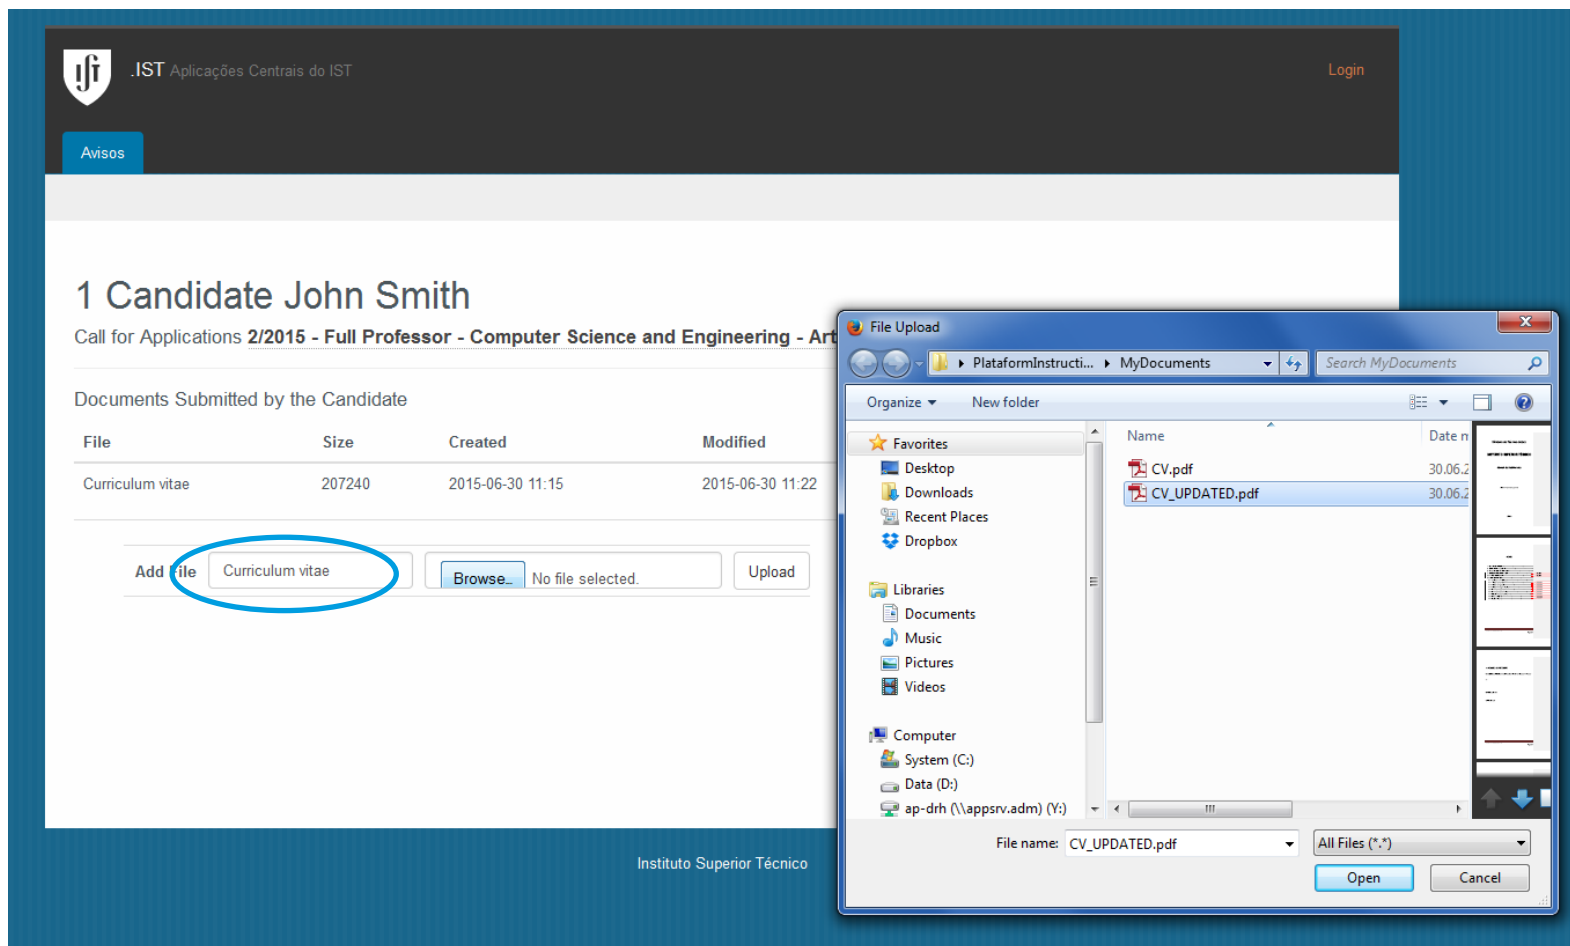 .IST Aplicações Centrais do IST
Login
Avisos
1 Candidate John Smith
Call for Applications 2/2015 - Full Professor - Computer Science and Engineering - Art
Documents Submitted by the Candidate
File Size Created Modified
Curriculum vitae 207240 2015-06-30 11:15 2015-06-30 11:22
Add File Curriculum vitae Browse... No file selected. Upload
Instituto Superior Técnico
File Upload
PlataformInstructi... MyDocuments Search MyDocuments
Organize New folder
Favorites
Desktop
Downloads
Recent Places
Dropbox
Libraries
Documents
Music
Pictures
Videos
Computer
System (C:)
Data (D:)
ap-drh (\\appsrv.adm) (Y:)
Name Date m
CV.pdf 30.06.2
CV_UPDATED.pdf 30.06.2
File name: CV_UPDATED.pdf All Files (*.*)
Open Cancel